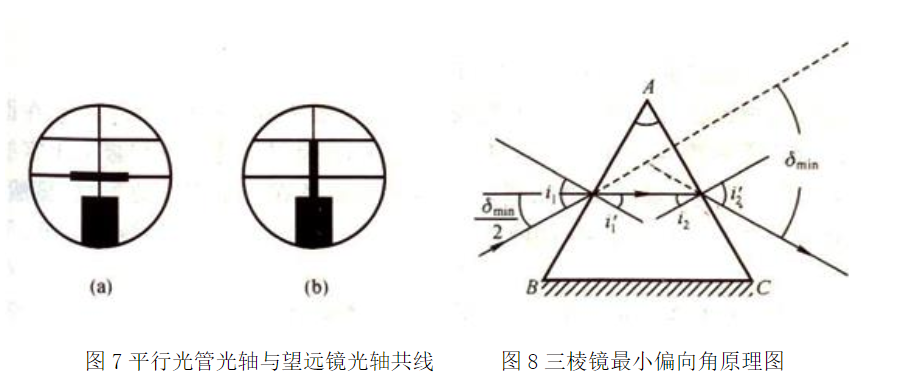 A
δmin
i1
i1′
i2
i2′
δmin
2
B
C
(a)
(b)
图 7 平行光管光轴与望远镜光轴共线
图 8 三棱镜最小偏向角原理图